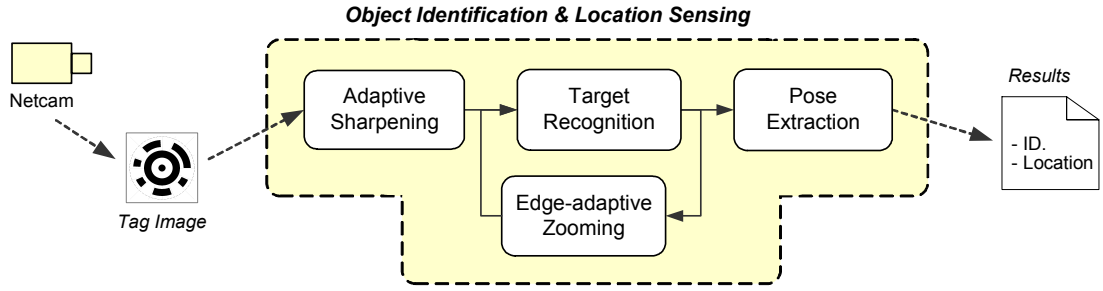 Object Identification & Location Sensing
Netcam
Tag Image
Adaptive
Sharpening
Target
Recognition
Pose
Extraction
Edge-adaptive
Zooming
Results
- ID.
- Location